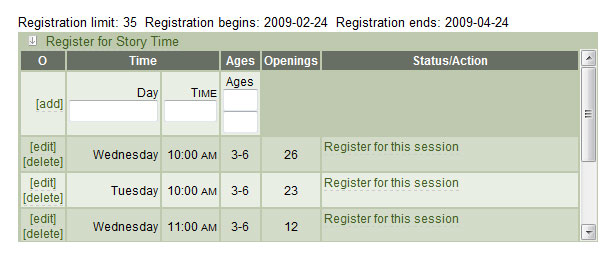 Registration limit: 35 Registration begins: 2009-02-24 Registration ends: 2009-04-24
Register for Story Time
O Time Ages Openings Status/Action
[add] Day TIME Ages
[edit] [delete] Wednesday 10:00 AM 3-6 26 Register for this session
[edit] [delete] Tuesday 10:00 AM 3-6 23 Register for this session
[edit] [delete] Wednesday 11:00 AM 3-6 12 Register for this session